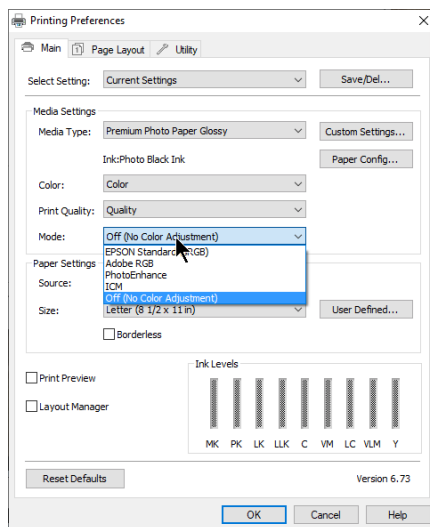 Printing Preferences
Main Page Layout Utility
Select Setting: Current Settings Save/Del...
Media Settings
Media Type: Premium Photo Paper Glossy Custom Settings...
Ink:Photo Black Ink Paper Config...
Color: Color
Print Quality: Quality
Mode: Off (No Color Adjustment)
EPSON Standard RGB)
Adobe RGB
Paper Settings PhotoEnhance
Source: ICM
Off (No Color Adjustment)
Size: Letter (8 1/2 x 11 in) User Defined...
Borderless
Ink Levels
Print Preview
Layout Manager
MK PK LK LLK C VM LC VLM Y
Reset Defaults Version 6.73
OK Cancel Help